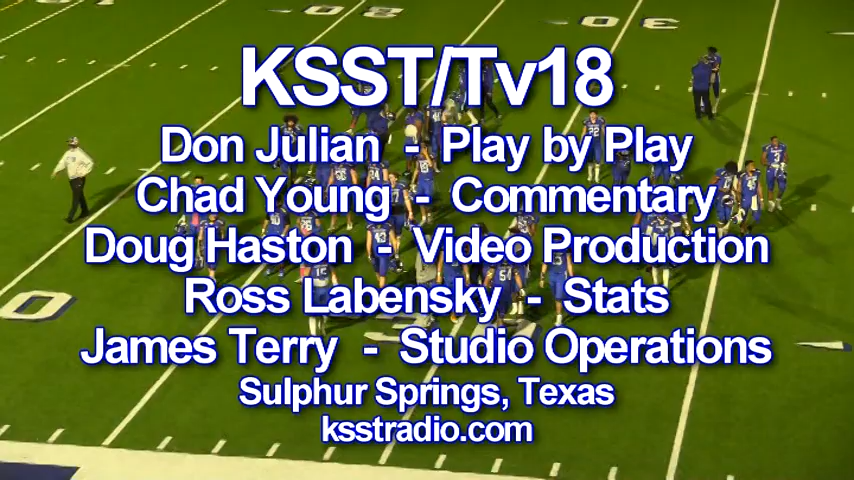 KSST/Tv18
Don Julian - Play by Play
Chad Young - Commentary
Doug Haston - Video Production
Ross Labensky - Stats
James Terry - Studio Operations
Sulphur Springs, Texas
ksstradio.com